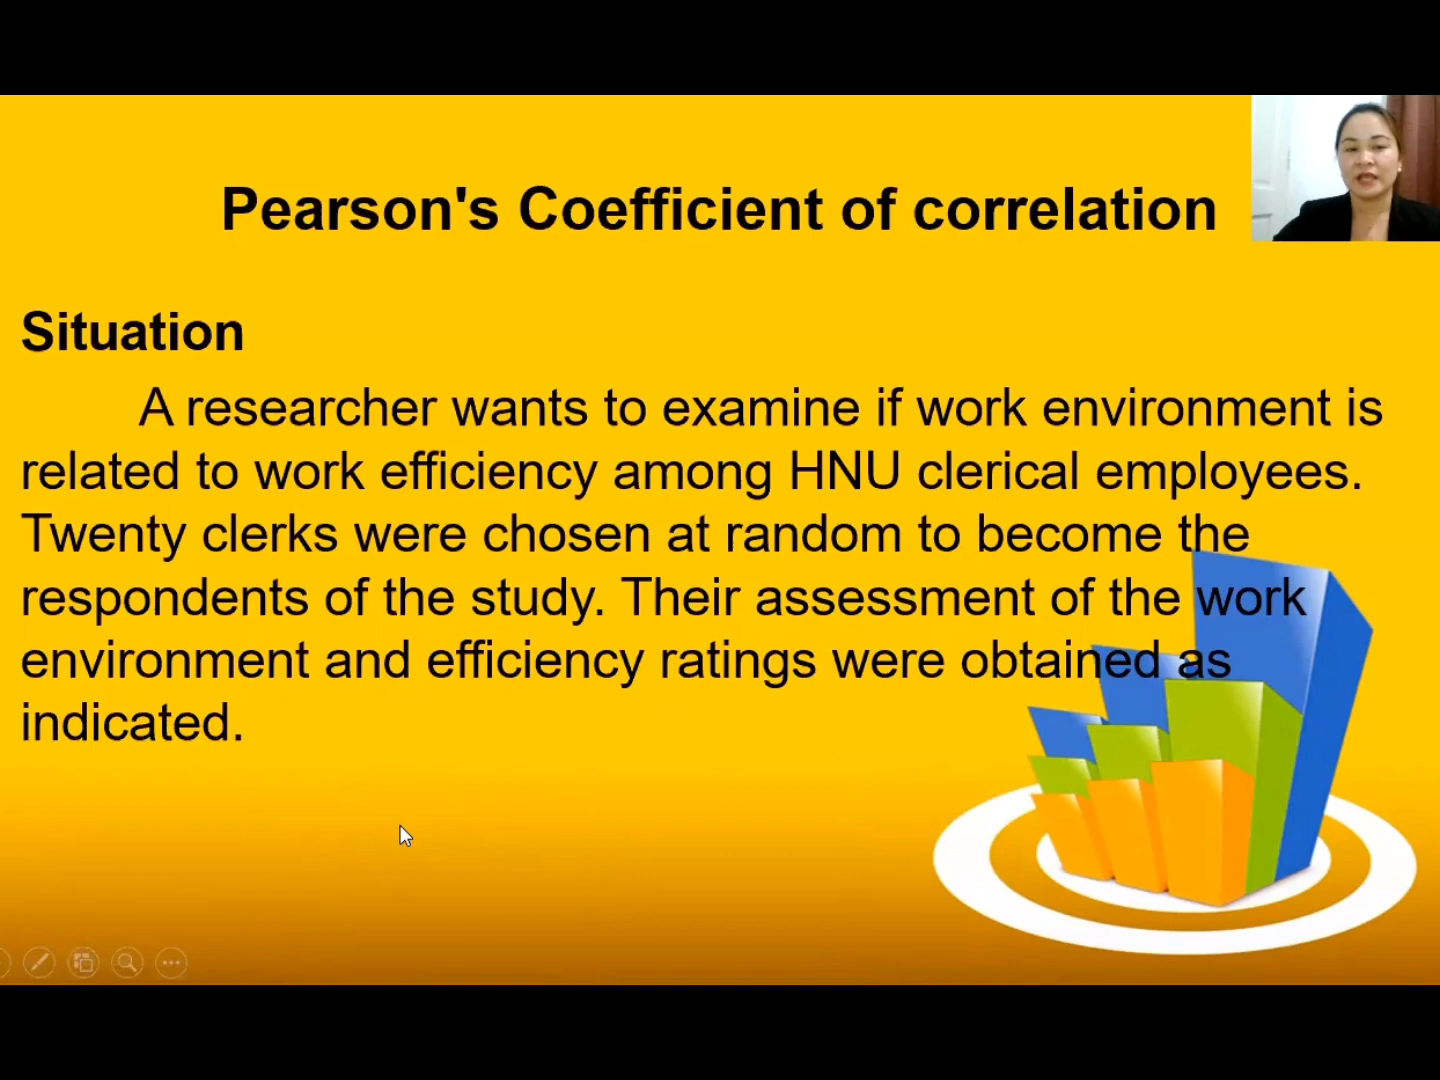 Pearson's Coefficient of correlation
Situation
A researcher wants to examine if work environment is
related to work efficiency among HNU clerical employees.
Twenty clerks were chosen at random to become the
respondents of the study. Their assessment of the work
environment and efficiency ratings were obtained as
indicated.